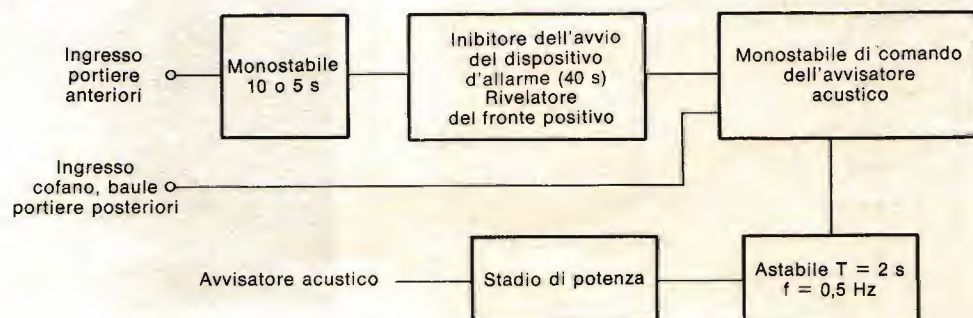 Ingresso
portiere
anteriori
Monostabile
10 o 5 s
Inibitore dell'avvio
del dispositivo
d'allarme (40 s)
Rivelatore
del fronte positivo
Monostabile di comando
dell'avvisatore
acustico
Ingresso
cofano, baule
portiere posteriori
Avvisatore acustico
Stadio di potenza
Astabile T = 2 s
f = 0,5 Hz